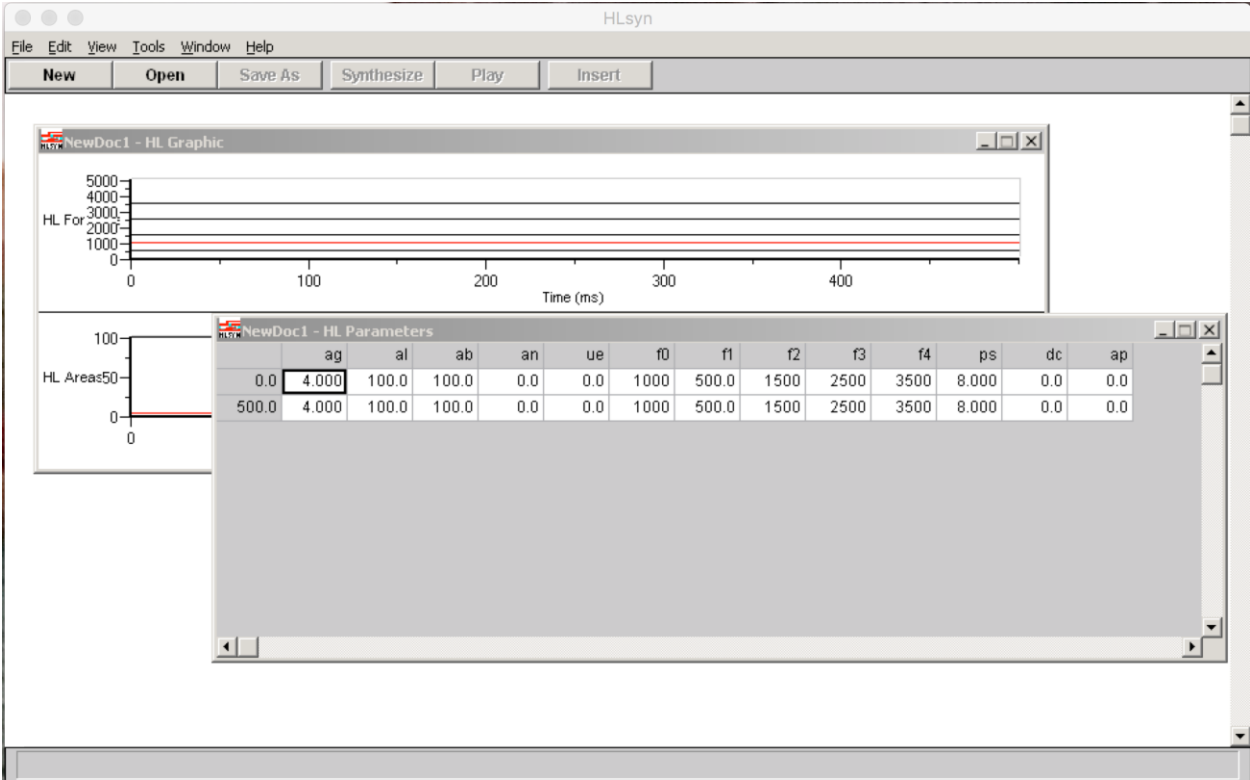 HLsyn
File Edit View Tools Window Help
New Open Save As Synthesize Play Insert
NewDoc1 - HL Graphic
5000
4000
HL For 3000
2000
1000
0
0 100 200 300 400
Time (ms)
100
HL Areas 50
0
0
NewDoc1 - HL Parameters
ag al ab an ue f0 f1 f2 f3 f4 ps dc ap
0.0 4.000 100.0 100.0 0.0 0.0 1000 500.0 1500 2500 3500 8.000 0.0 0.0
500.0 4.000 100.0 100.0 0.0 0.0 1000 500.0 1500 2500 3500 8.000 0.0 0.0